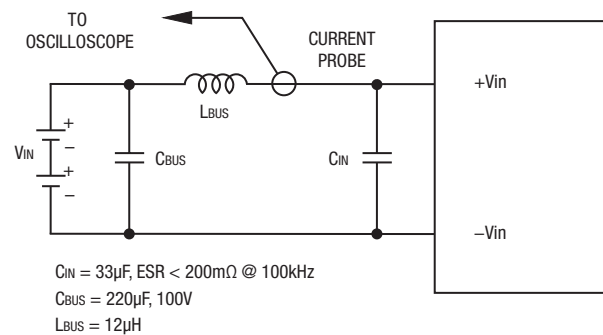 TO
OSCILLOSCOPE
CURRENT
PROBE
+Vin
LBUS
VIN
+
−
+
−
CBUS
CIN
−Vin
CIN = 33µF, ESR < 200mΩ @ 100kHz
CBUS = 220µF, 100V
LBUS = 12µH